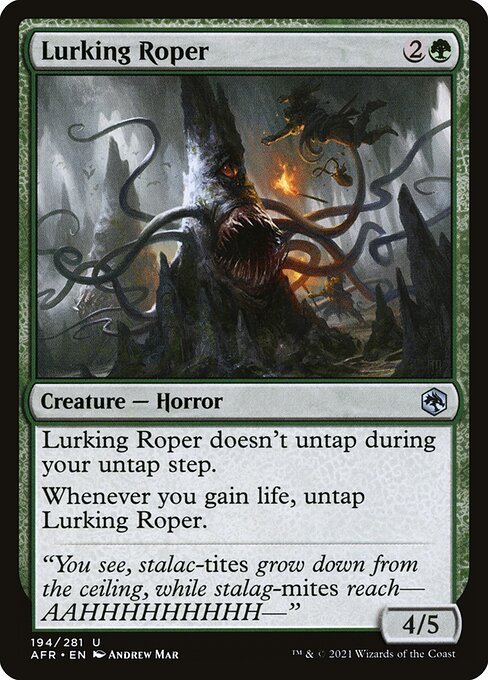 Lurking Roper 2
Creature — Horror
Lurking Roper doesn't untap during
your untap step.
Whenever you gain life, untap
Lurking Roper.
"You see, stalac-tites grow down from
the ceiling, while stalag-mites reach—
AAHHHHHHHHHH—"
4/5
194/281 U
AFR • EN Andrew Mar
™ & © 2021 Wizards of the Coast